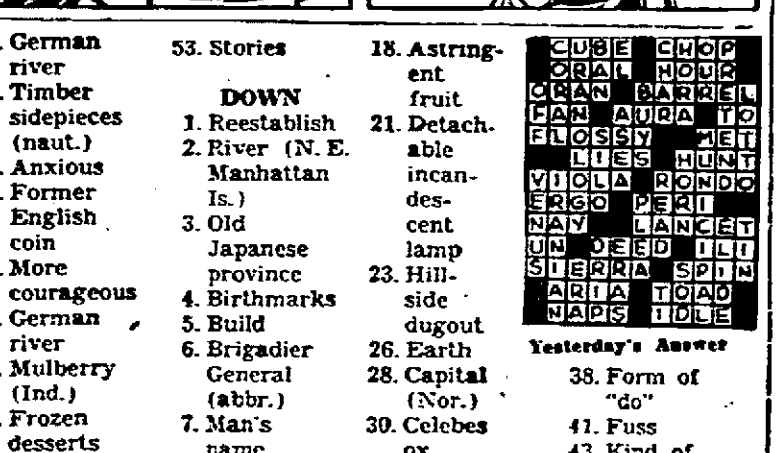 German
river
Timber
sidepieces
(naut.)
Anxious
Former
English
coin
More
courageous
German
river
Mulberry
(Ind.)
Frozen
desserts
53. Stories
DOWN
1. Reestablish
2. River (N. E.
Manhattan
Is.)
3. Old
Japanese
province
4. Birthmarks
5. Build
6. Brigadier
General
(abbr.)
7. Man's
name
18. Astring-
ent
fruit
21. Detach-
able
incan-
des-
cent
lamp
23. Hill-
side
dugout
26. Earth
28. Capital
(Nor.)
30. Celebes
ox
CUBE CHOP
ORAL HOUR
ORAN BARREL
FAN AURA TO
FLOSSY MET
LIES HUNT
VIOLA RONDO
ERGO PERI
NAY LANCET
UN DEED ILI
SIERRA SPIN
ARIA TOAD
NAPS IDLE
Yesterday's Answer
38. Form of
"do"
41. Fuss
43. Kind of